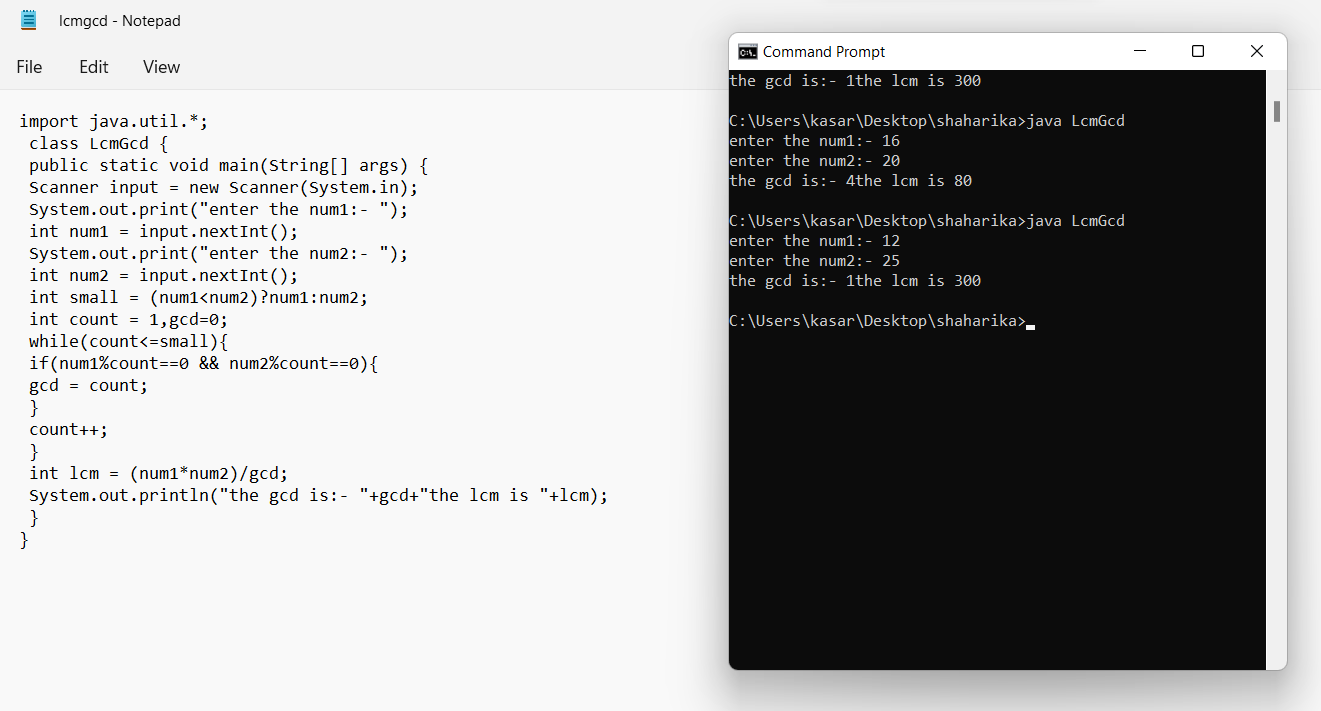 lcmgcd - Notepad
File Edit View
import java.util.*;
class LcmGcd {
public static void main(String[] args) {
Scanner input = new Scanner(System.in);
System.out.print("enter the num1:- ");
int num1 = input.nextInt();
System.out.print("enter the num2:- ");
int num2 = input.nextInt();
int small = (num1<num2)?num1:num2;
int count = 1,gcd=0;
while(count<=small){
if(num1%count==0 && num2%count==0){
gcd = count;
}
count++;
}
int lcm = (num1*num2)/gcd;
System.out.println("the gcd is:- "+gcd+"the lcm is "+lcm);
}
}
C:\. Command Prompt
the gcd is:- 1the lcm is 300
C:\Users\kasar\Desktop\shaharika>java LcmGcd
enter the num1:- 16
enter the num2:- 20
the gcd is:- 4the lcm is 80
C:\Users\kasar\Desktop\shaharika>java LcmGcd
enter the num1:- 12
enter the num2:- 25
the gcd is:- 1the lcm is 300
C:\Users\kasar\Desktop\shaharika>